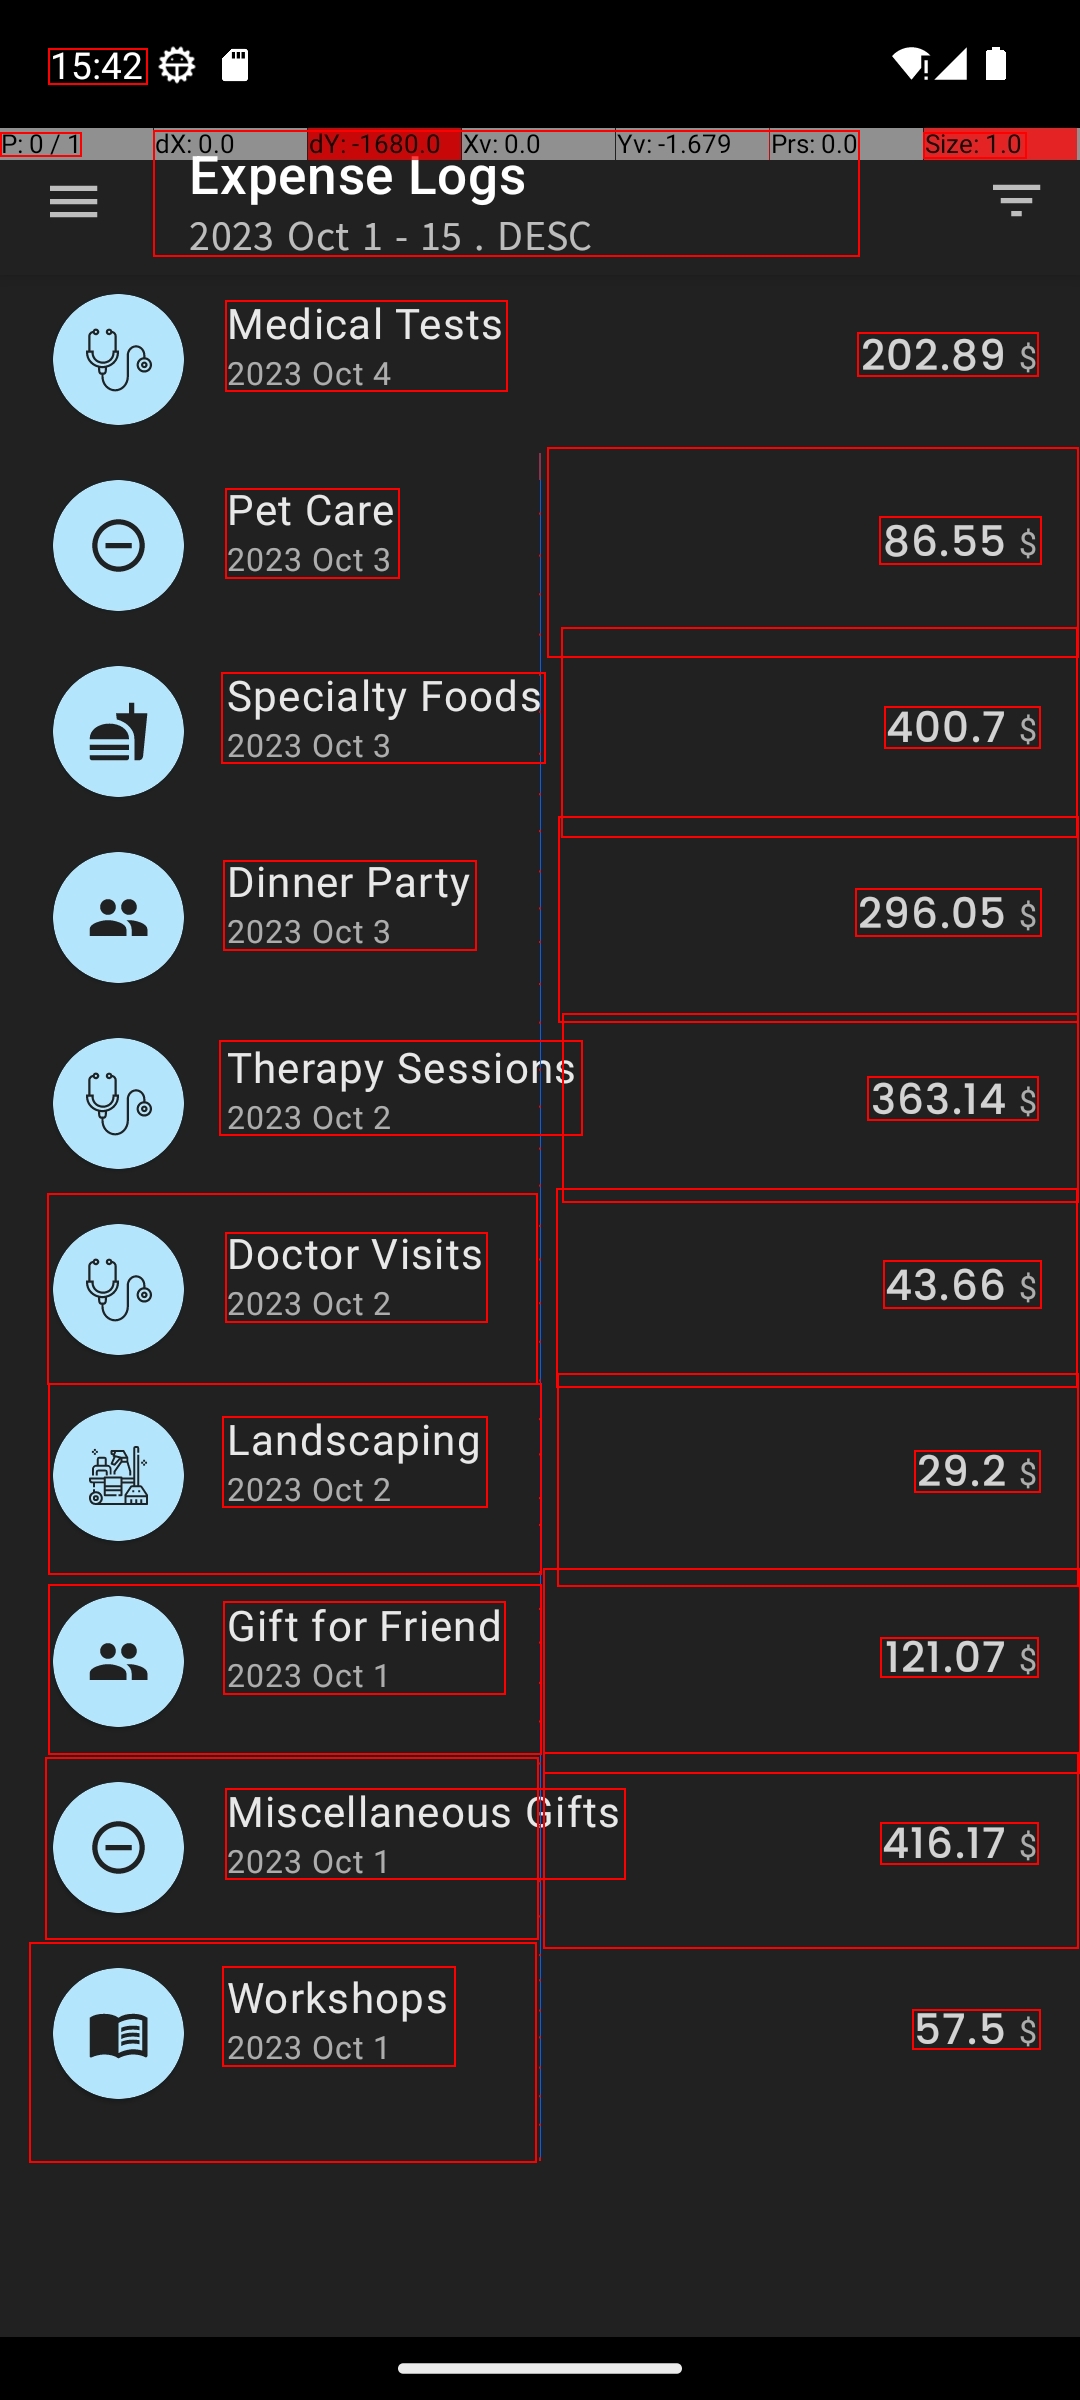 15:42
P: 0 / 1 dX: 0.0 dY: -1680.0 Xv: 0.0 Yv: -1.679 Prs: 0.0 Size: 1.0
Expense Logs
2023 Oct 1 - 15 . DESC
Medical Tests
2023 Oct 4
202.89 $
Pet Care
2023 Oct 3
86.55 $
Specialty Foods
2023 Oct 3
400.7 $
Dinner Party
2023 Oct 3
296.05 $
Therapy Sessions
2023 Oct 2
363.14 $
Doctor Visits
2023 Oct 2
43.66 $
Landscaping
2023 Oct 2
29.2 $
Gift for Friend
2023 Oct 1
121.07 $
Miscellaneous Gifts
2023 Oct 1
416.17 $
Workshops
2023 Oct 1
57.5 $